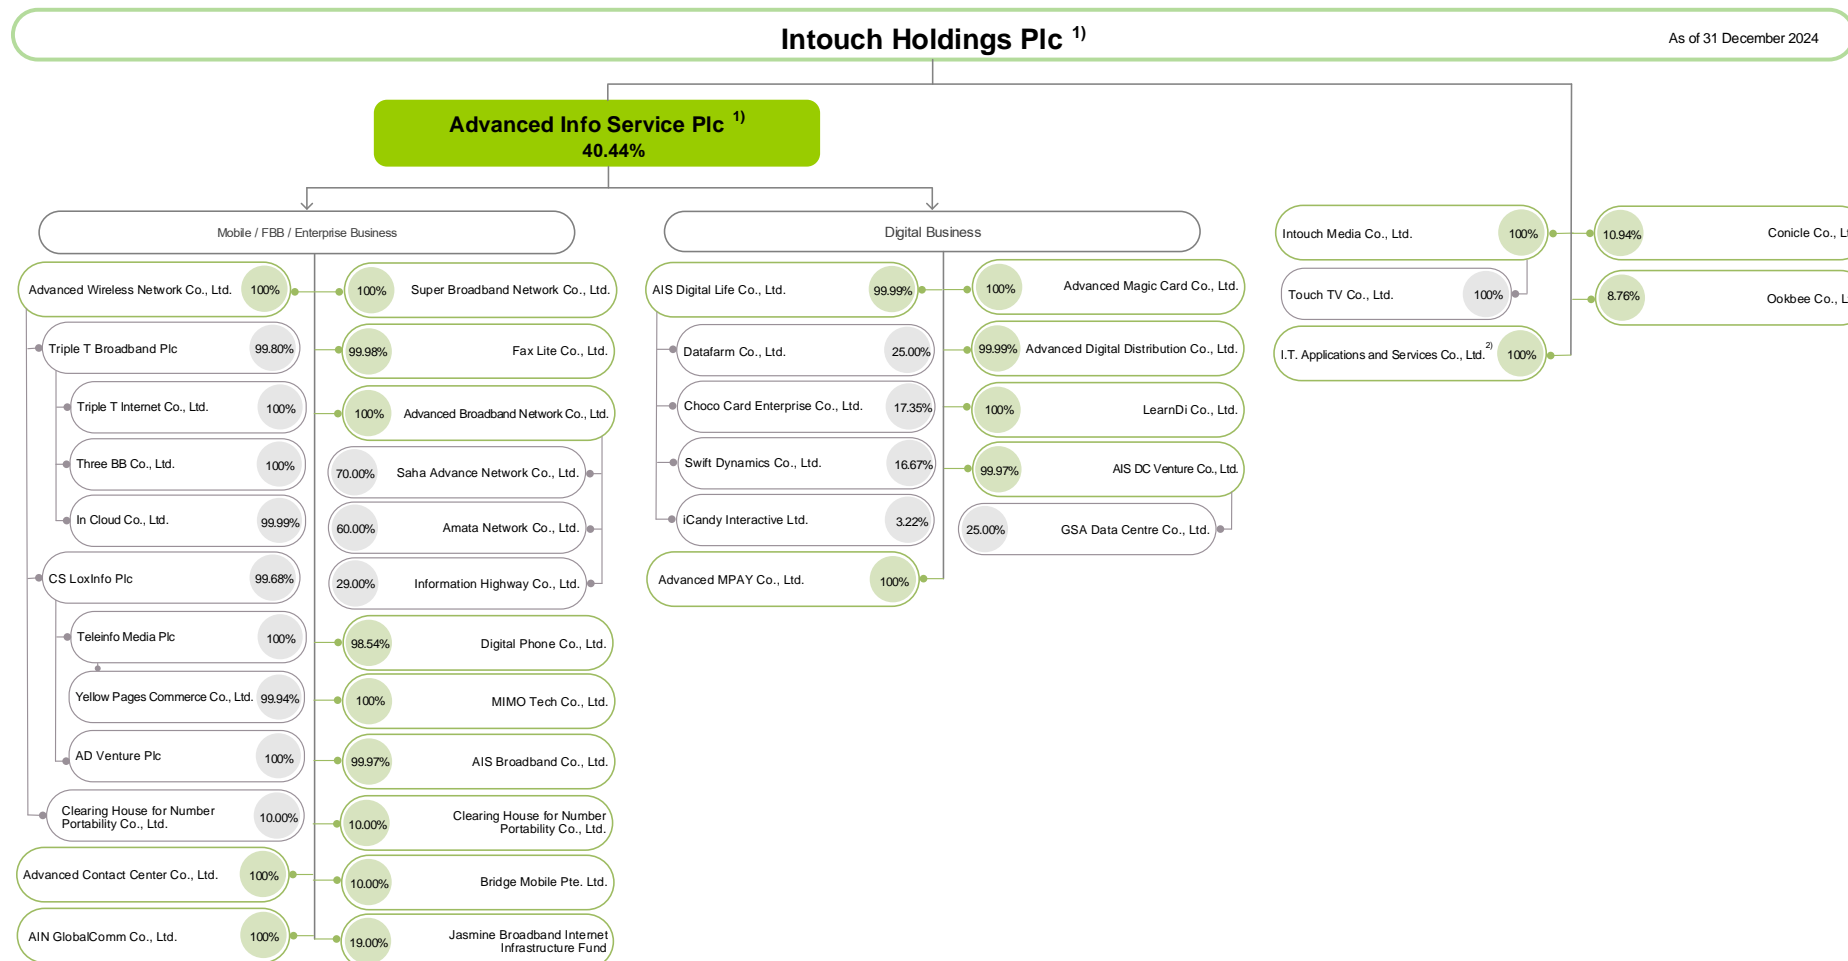 Intouch Holdings Plc 1)
As of 31 December 2024
Advanced Info Service Plc 1)
40.44%
Mobile / FBB / Enterprise Business
Advanced Wireless Network Co., Ltd. 100%
Triple T Broadband Plc 99.80%
Triple T Internet Co., Ltd. 100%
Three BB Co., Ltd. 100%
In Cloud Co., Ltd. 99.99%
CS LoxInfo Plc 99.68%
Teleinfo Media Plc 100%
Yellow Pages Commerce Co., Ltd. 99.94%
AD Venture Plc 100%
Clearing House for Number
Portability Co., Ltd. 10.00%
Advanced Contact Center Co., Ltd. 100%
AIN GlobalComm Co., Ltd. 100%
100% Super Broadband Network Co., Ltd.
99.98% Fax Lite Co., Ltd.
100% Advanced Broadband Network Co., Ltd.
70.00% Saha Advance Network Co., Ltd.
60.00% Amata Network Co., Ltd.
29.00% Information Highway Co., Ltd.
98.54% Digital Phone Co., Ltd.
100% MIMO Tech Co., Ltd.
99.97% AIS Broadband Co., Ltd.
10.00% Clearing House for Number
Portability Co., Ltd.
10.00% Bridge Mobile Pte. Ltd.
19.00% Jasmine Broadband Internet
Infrastructure Fund
Digital Business
AIS Digital Life Co., Ltd. 99.99%
Datafarm Co., Ltd. 25.00%
Choco Card Enterprise Co., Ltd. 17.35%
Swift Dynamics Co., Ltd. 16.67%
iCandy Interactive Ltd. 3.22%
Advanced MPAY Co., Ltd. 100%
100% Advanced Magic Card Co., Ltd.
99.99% Advanced Digital Distribution Co., Ltd.
100% LearnDi Co., Ltd.
99.97% AIS DC Venture Co., Ltd.
25.00% GSA Data Centre Co., Ltd.
Intouch Media Co., Ltd. 100%
Touch TV Co., Ltd. 100%
I.T. Applications and Services Co., Ltd. 2) 100%
10.94% Conicle Co., Lt
8.76% Ookbee Co., L